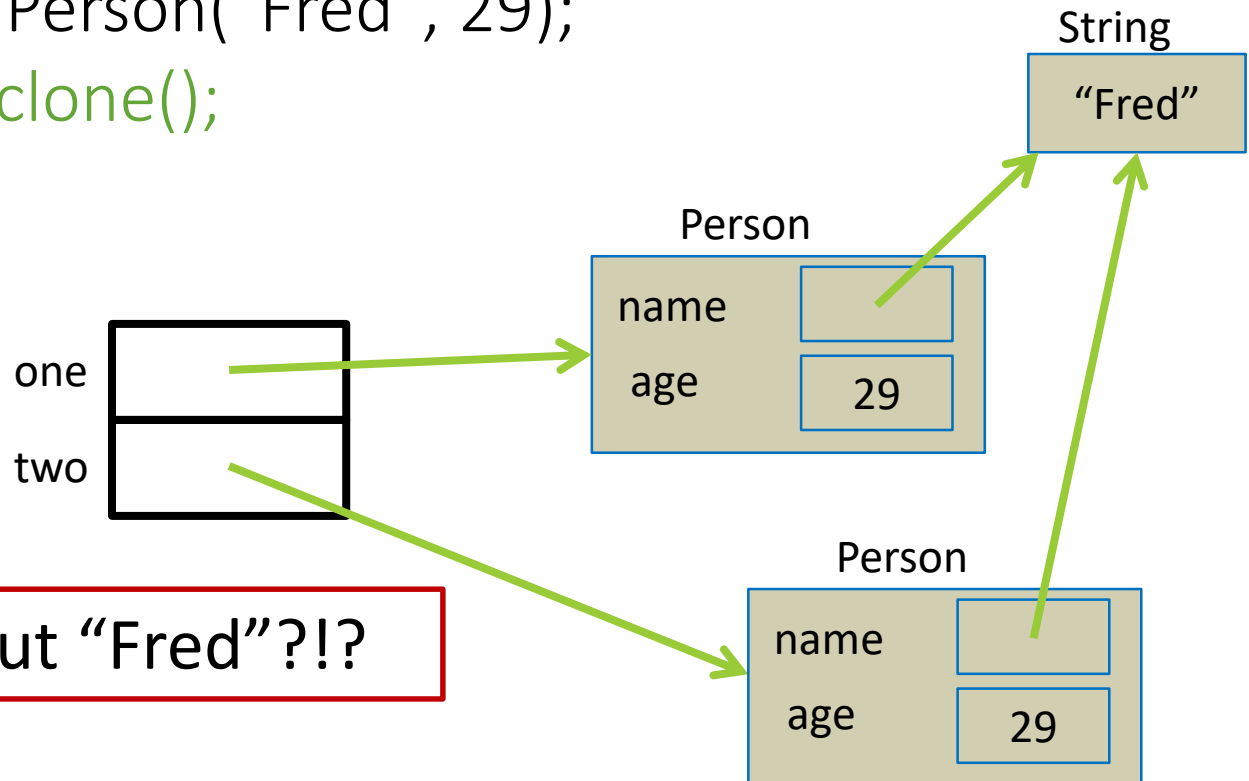 Person("Fred", 29);
clone();
String
“Fred”
Person
name
age
29
one
two
Person
name
age
29
ut “Fred”?!?